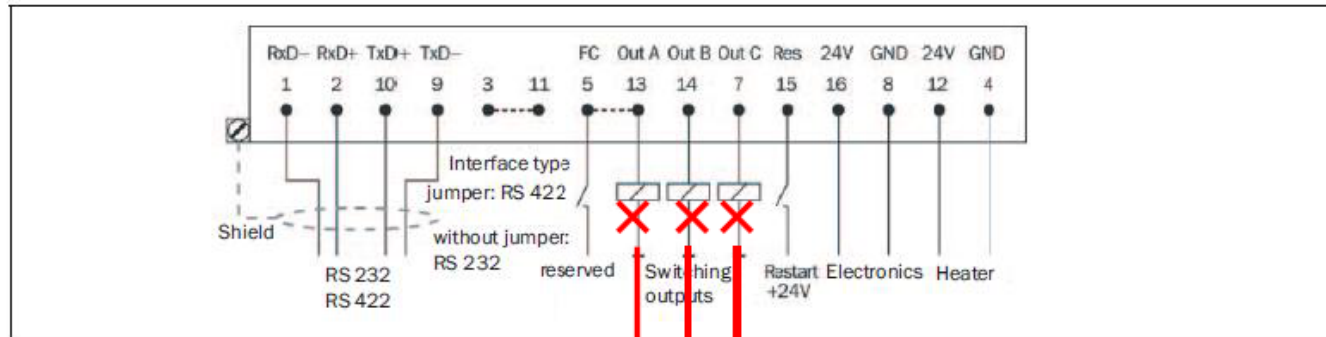 RxD– RxD+ TxD+ TxD– FC Out A Out B Out C Res 24V GND 24V GND
1 2 10 9 3 11 5 13 14 7 15 16 8 12 4
Interface type
jumper: RS 422
Shield
without jumper:
RS 232
reserved
Switching
outputs
Restart
+24V
Electronics
Heater
RS 232
RS 422